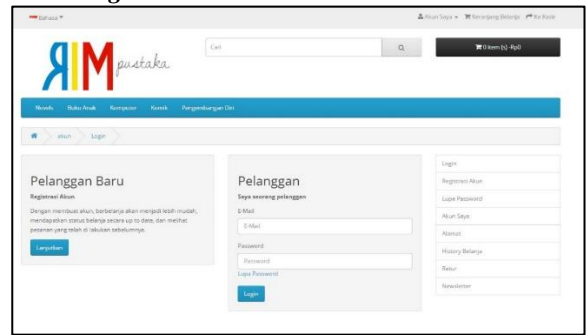 Bahasa
Akun Saya Keranjang Belanja Ke Kasir
RIM pustaka
Cari
0 item (s) -Rp0
Novels Buku Anak Komputer Komik Pengembangan Diri
akun Login
Pelanggan Baru
Registrasi Akun
Dengan membuat akun, berbelanja akan menjadi lebih mudah,
mendapatkan status belanja secara up to date, dan melihat
pesanan yang telah di lakukan sebelumnya.
Lanjutkan
Pelanggan
Saya seorang pelanggan
E-Mail
E-Mail
Password
Password
Lupa Password
Login
Login
Registrasi Akun
Lupa Password
Akun Saya
Alamat
History Belanja
Retur
Newsletter